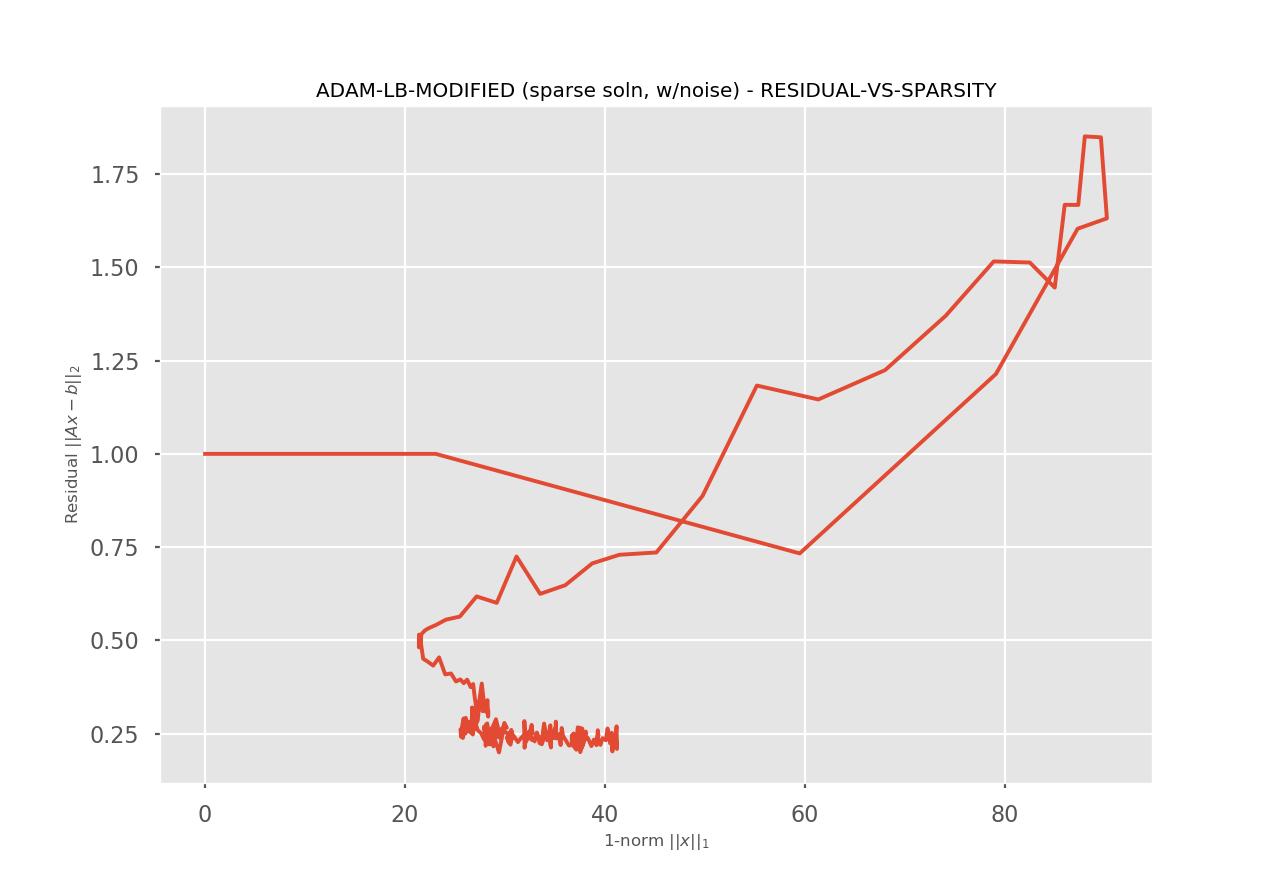 ADAM-LB-MODIFIED (sparse soln, w/noise) - RESIDUAL-VS-SPARSITY
Residual ||Ax − b||₂
1.75
1.50
1.25
1.00
0.75
0.50
0.25
0 20 40 60 80
1-norm ||x||₁